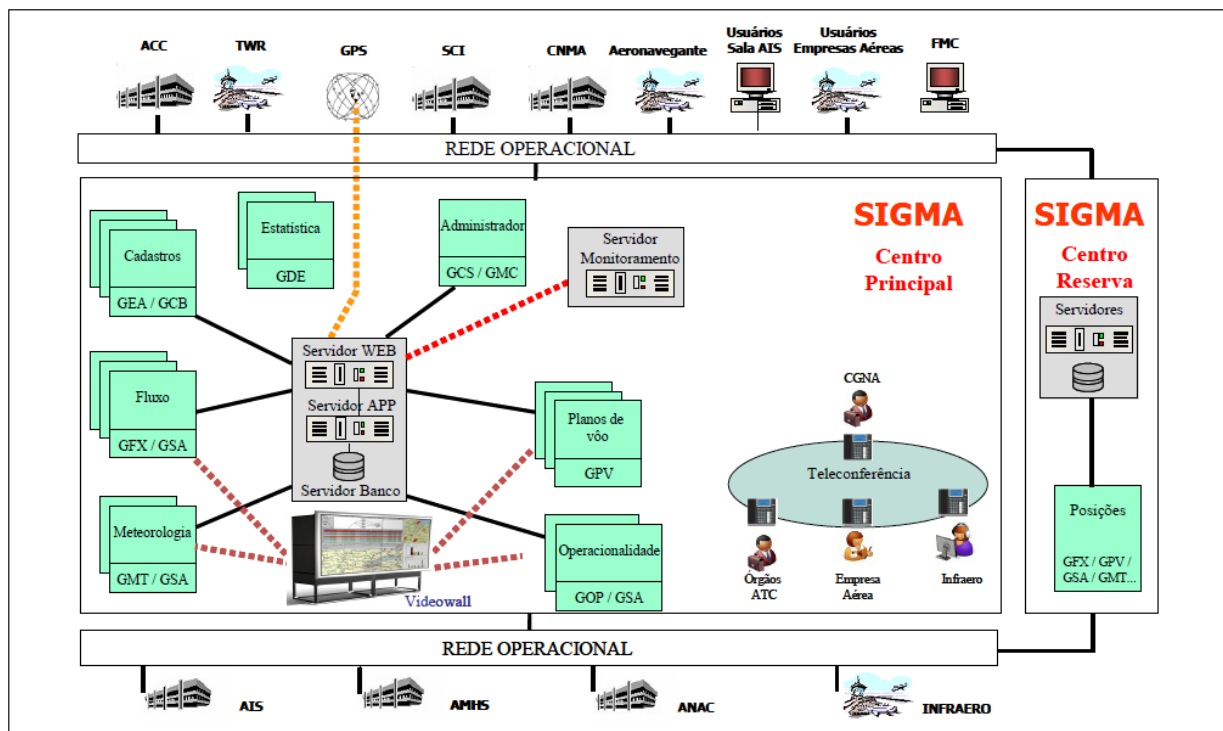 ACC
TWR
GPS
SCI
CNMA
Aeronavegante
Usuários
Sala AIS
Usuários
Empresas Aéreas
FMC
REDE OPERACIONAL
Cadastros
GEA / GCB
Estatística
GDE
Administrador
GCS / GMC
Servidor
Monitoramento
SIGMA
Centro
Principal
SIGMA
Centro
Reserva
Servidores
Servidor WEB
Servidor APP
Servidor Banco
Fluxo
GFX / GSA
Planos de
vôo
GPV
CGNA
Teleconferência
Órgãos
ATC
Empresa
Aérea
Infraero
Meteorologia
GMT / GSA
Videowall
Operacionalidade
GOP / GSA
Posições
GFX / GPV /
GSA / GMT...
REDE OPERACIONAL
AIS
AMHS
ANAC
INFRAERO